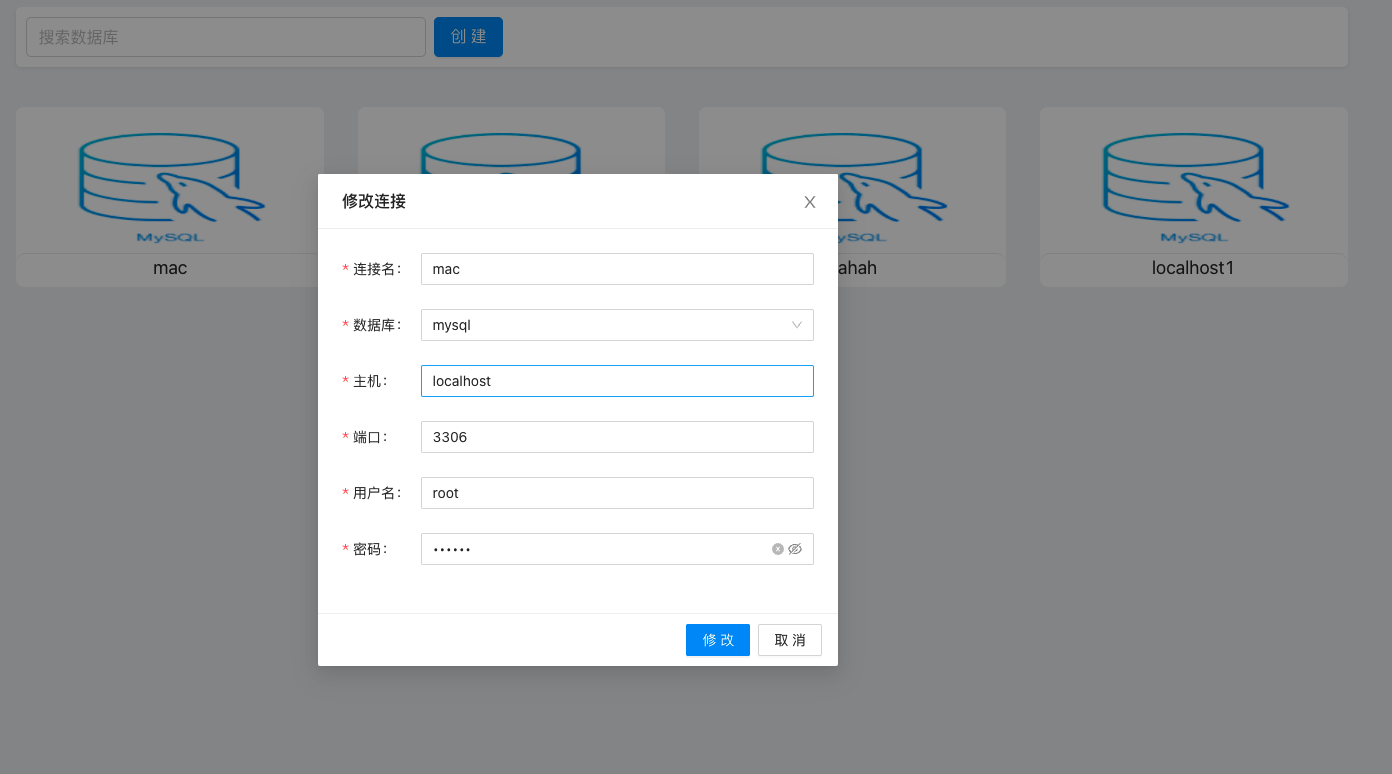 搜索数据库
创 建
MySQL
MySQL
mac
localhost1
修改连接
* 连接名：
mac
* 数据库：
mysql
* 主机：
localhost
* 端口：
3306
* 用户名：
root
* 密码：
••••••
修 改
取 消